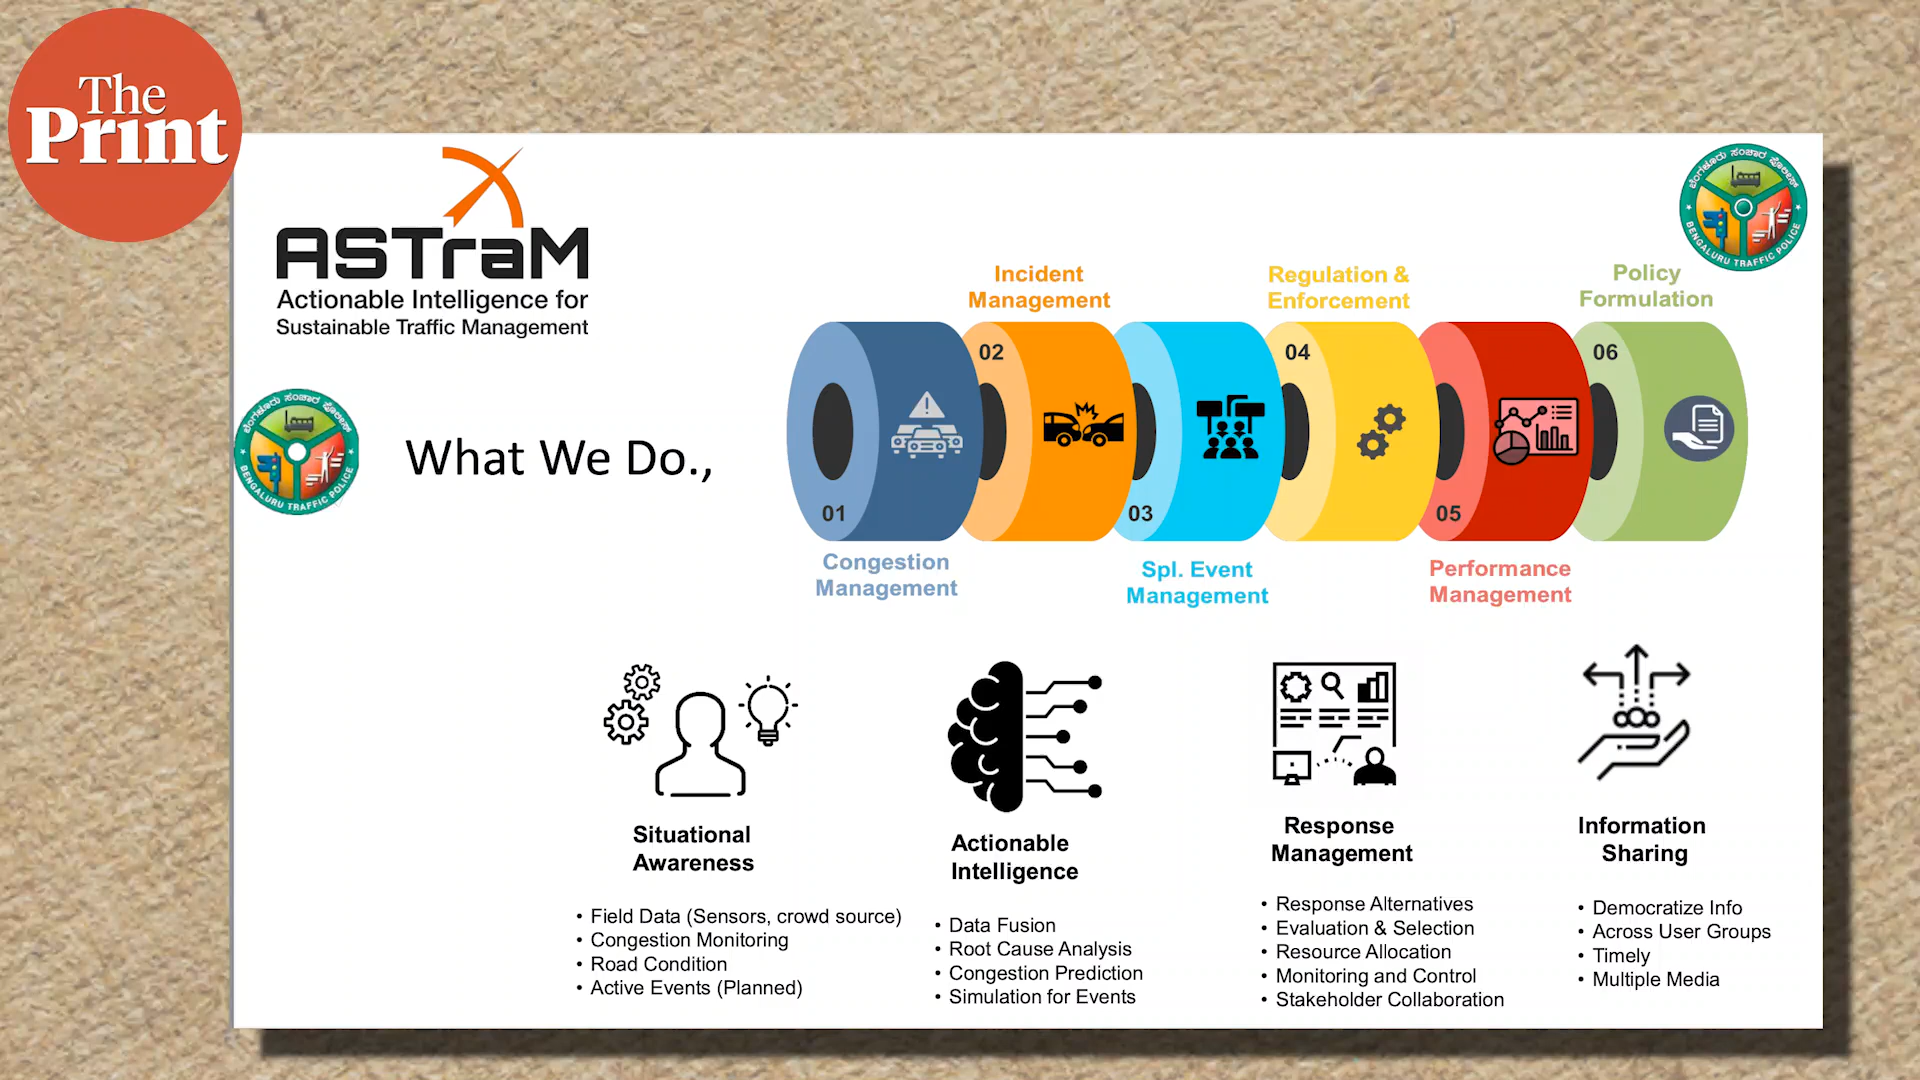 The
Print
ASTraM
Actionable Intelligence for
Sustainable Traffic Management
ಬೆಂಗಳೂರು ಸಂಚಾರ ಪೊಲೀಸ್
BENGALURU TRAFFIC POLICE
ಬೆಂಗಳೂರು ಸಂಚಾರ ಪೊಲೀಸ್
BENGALURU TRAFFIC POLICE
What We Do.,
Incident
Management
Regulation &
Enforcement
Policy
Formulation
02
04
06
01
03
05
Congestion
Management
Spl. Event
Management
Performance
Management
Situational
Awareness
• Field Data (Sensors, crowd source)
• Congestion Monitoring
• Road Condition
• Active Events (Planned)
Actionable
Intelligence
• Data Fusion
• Root Cause Analysis
• Congestion Prediction
• Simulation for Events
Response
Management
• Response Alternatives
• Evaluation & Selection
• Resource Allocation
• Monitoring and Control
• Stakeholder Collaboration
Information
Sharing
• Democratize Info
• Across User Groups
• Timely
• Multiple Media